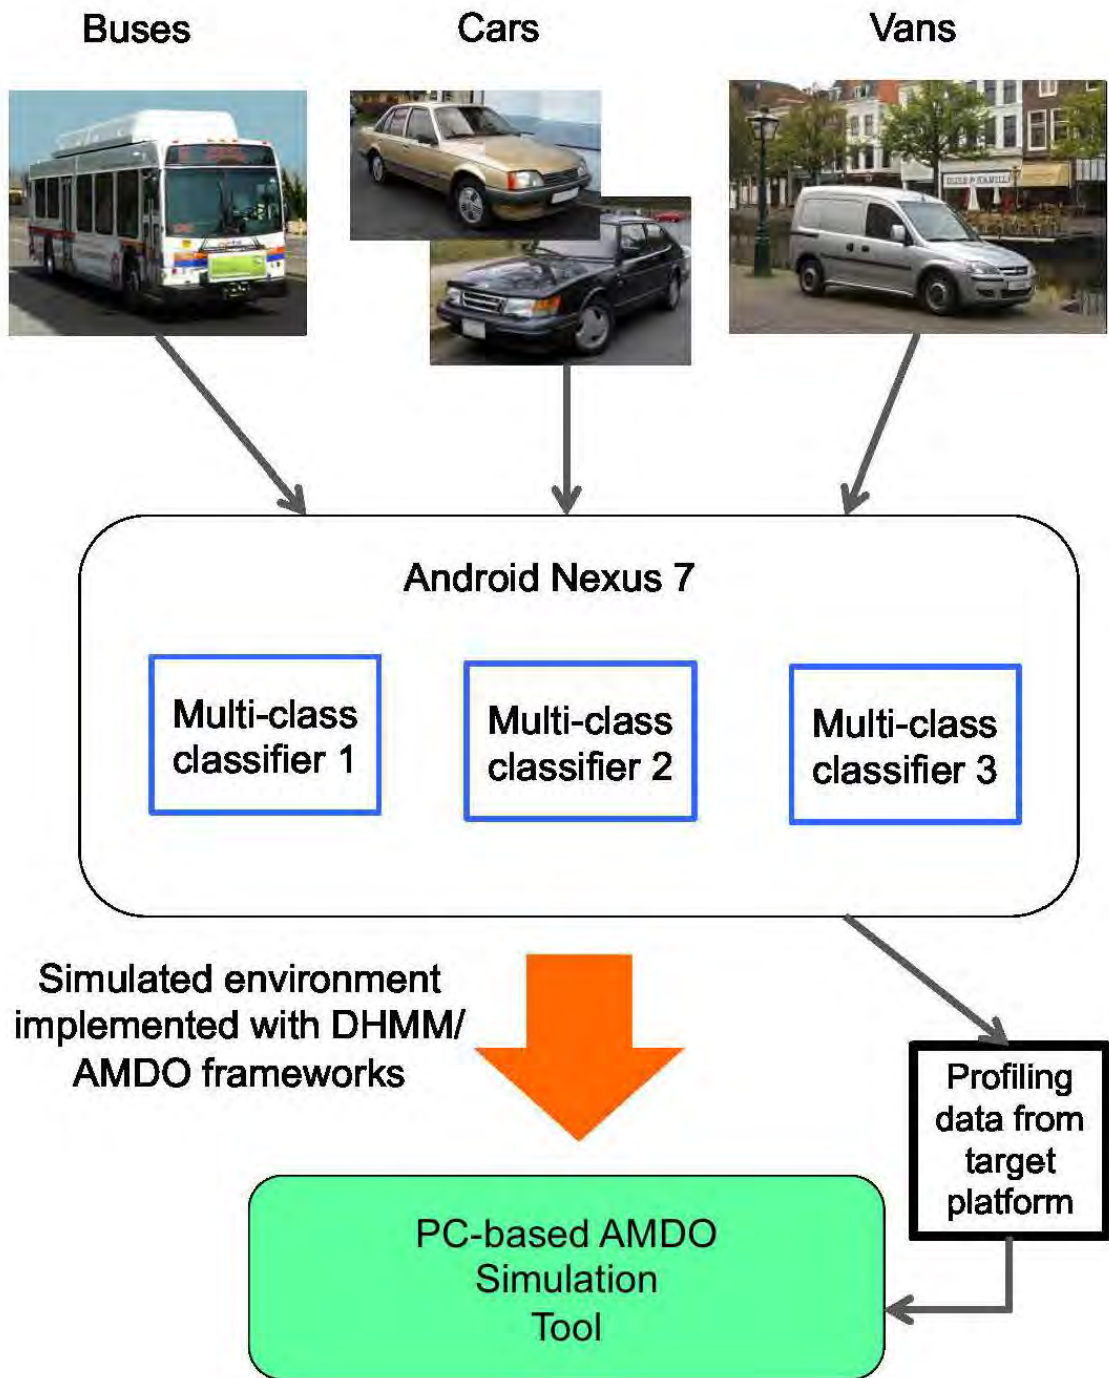 Buses
Cars
Vans
Android Nexus 7
Multi-class
classifier 1
Multi-class
classifier 2
Multi-class
classifier 3
Simulated environment
implemented with DHMM/
AMDO frameworks
Profiling
data from
target
platform
PC-based AMDO
Simulation
Tool